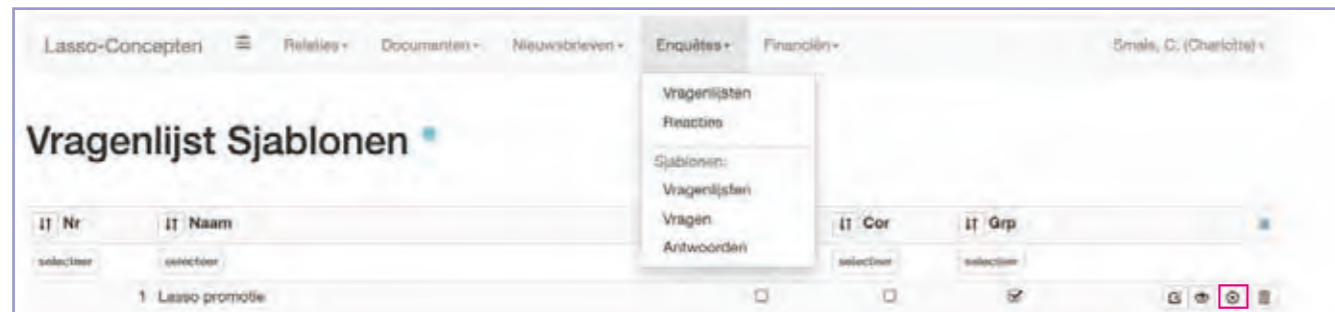 Lasso-Concepten Relaties Documenten Nieuwsbrieven Enquêtes Financiën Smals, C. (Charlotte)
Vragenlijsten
Reacties
Vragenlijst Sjablonen
Sjablonen:
Vragenlijsten
Vragen
Antwoorden
Nr Naam Cor Grp
selecteer selecteer selecteer selecteer
1 Lasso promotie